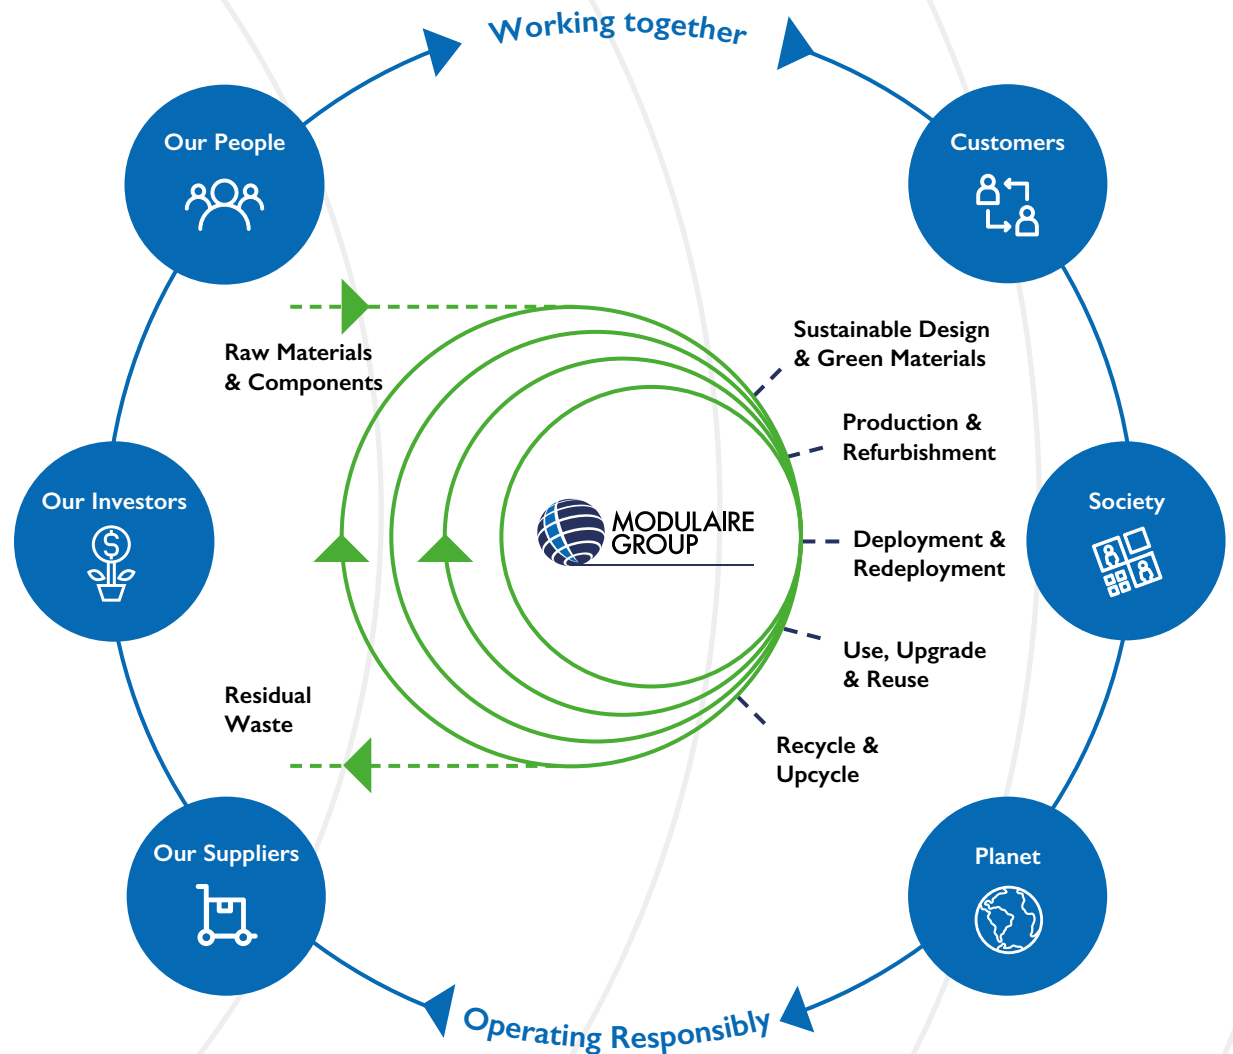 Working together
Our People
Customers
Raw Materials
& Components
Sustainable Design
& Green Materials
Production &
Refurbishment
Our Investors
$
MODULAIRE
GROUP
Deployment &
Redeployment
Society
Use, Upgrade
& Reuse
Residual
Waste
Recycle &
Upcycle
Our Suppliers
Planet
Operating Responsibly